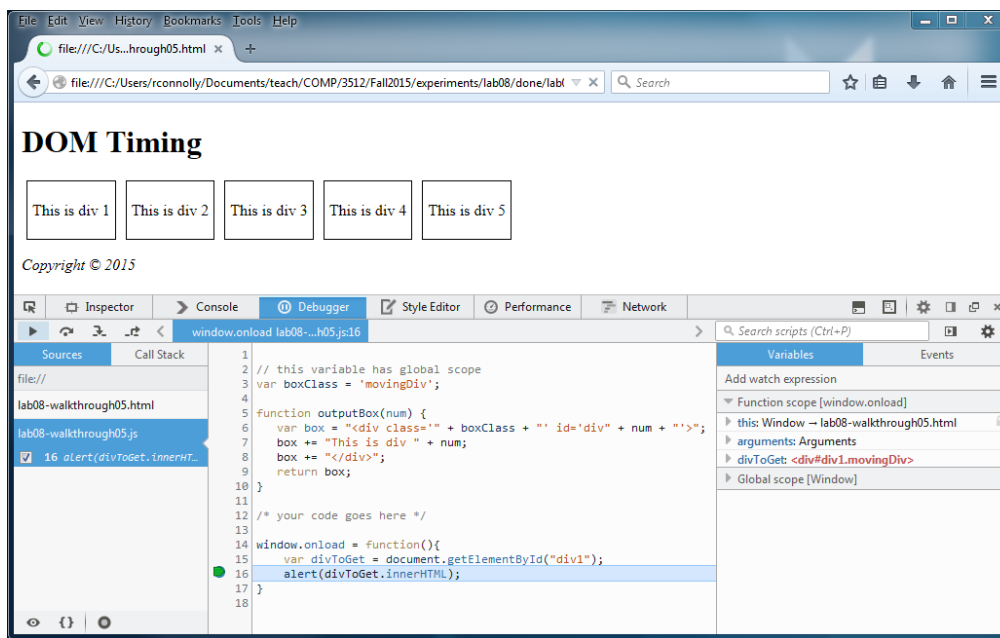 File Edit View History Bookmarks Tools Help
file:///C:/Us...hrough05.html × +
file:///C:/Users/rconnolly/Documents/teach/COMP/3512/Fall2015/experiments/lab08/done/lab( Search
DOM Timing
This is div 1 This is div 2 This is div 3 This is div 4 This is div 5
Copyright © 2015
Inspector Console Debugger Style Editor Performance Network
window.onload lab08-...h05.js:16 Search scripts (Ctrl+P)
Sources Call Stack
file://
lab08-walkthrough05.html
lab08-walkthrough05.js
16 alert(divToGet.innerHT...
1
2 // this variable has global scope
3 var boxClass = 'movingDiv';
4
5 function outputBox(num) {
6 var box = "<div class='" + boxClass + "' id='div" + num + "'>";
7 box += "This is div " + num;
8 box += "</div>";
9 return box;
10 }
11
12 /* your code goes here */
13
14 window.onload = function(){
15 var divToGet = document.getElementById("div1");
16 alert(divToGet.innerHTML);
17 }
18
Variables Events
Add watch expression
Function scope [window.onload]
this: Window → lab08-walkthrough05.html
arguments: Arguments
divToGet: <div#div1.movingDiv>
Global scope [Window]